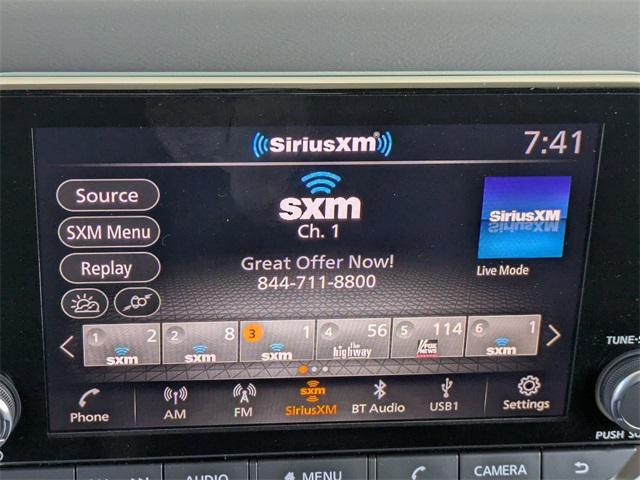 SiriusXM 7:41
Source
SXM Menu
Replay
sxm
Ch. 1
Great Offer Now!
844-711-8800
SiriusXM
Live Mode
1 2 sxm
2 8 sxm
3 1 sxm
4 56 the highway
5 114 FOX NEWS
6 1 sxm
Phone
AM
FM
sxm
SiriusXM
BT Audio
USB1
Settings
TUNE-S
PUSH SO
AUDIO
MENU
CAMERA